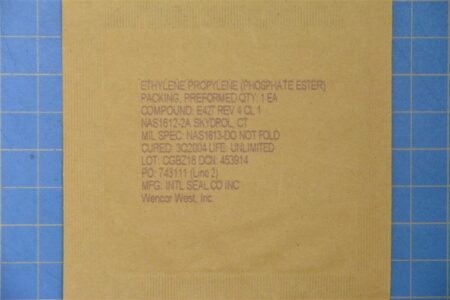 ETHYLENE PROPYLENE (PHOSPHATE ESTER)
PACKING, PREFORMED QTY: 1 EA
COMPOUND: E427 REV 4 CL 1
NAS1612-2A SKYDROL, CT
MIL SPEC: NAS1613-DO NOT FOLD
CURED: 3Q2004 LIFE: UNLIMITED
LOT: CGBZ18 DCN: 453914
PO: 743111 (Line 2)
MFG: INTL SEAL CO INC
Wencor West, Inc.